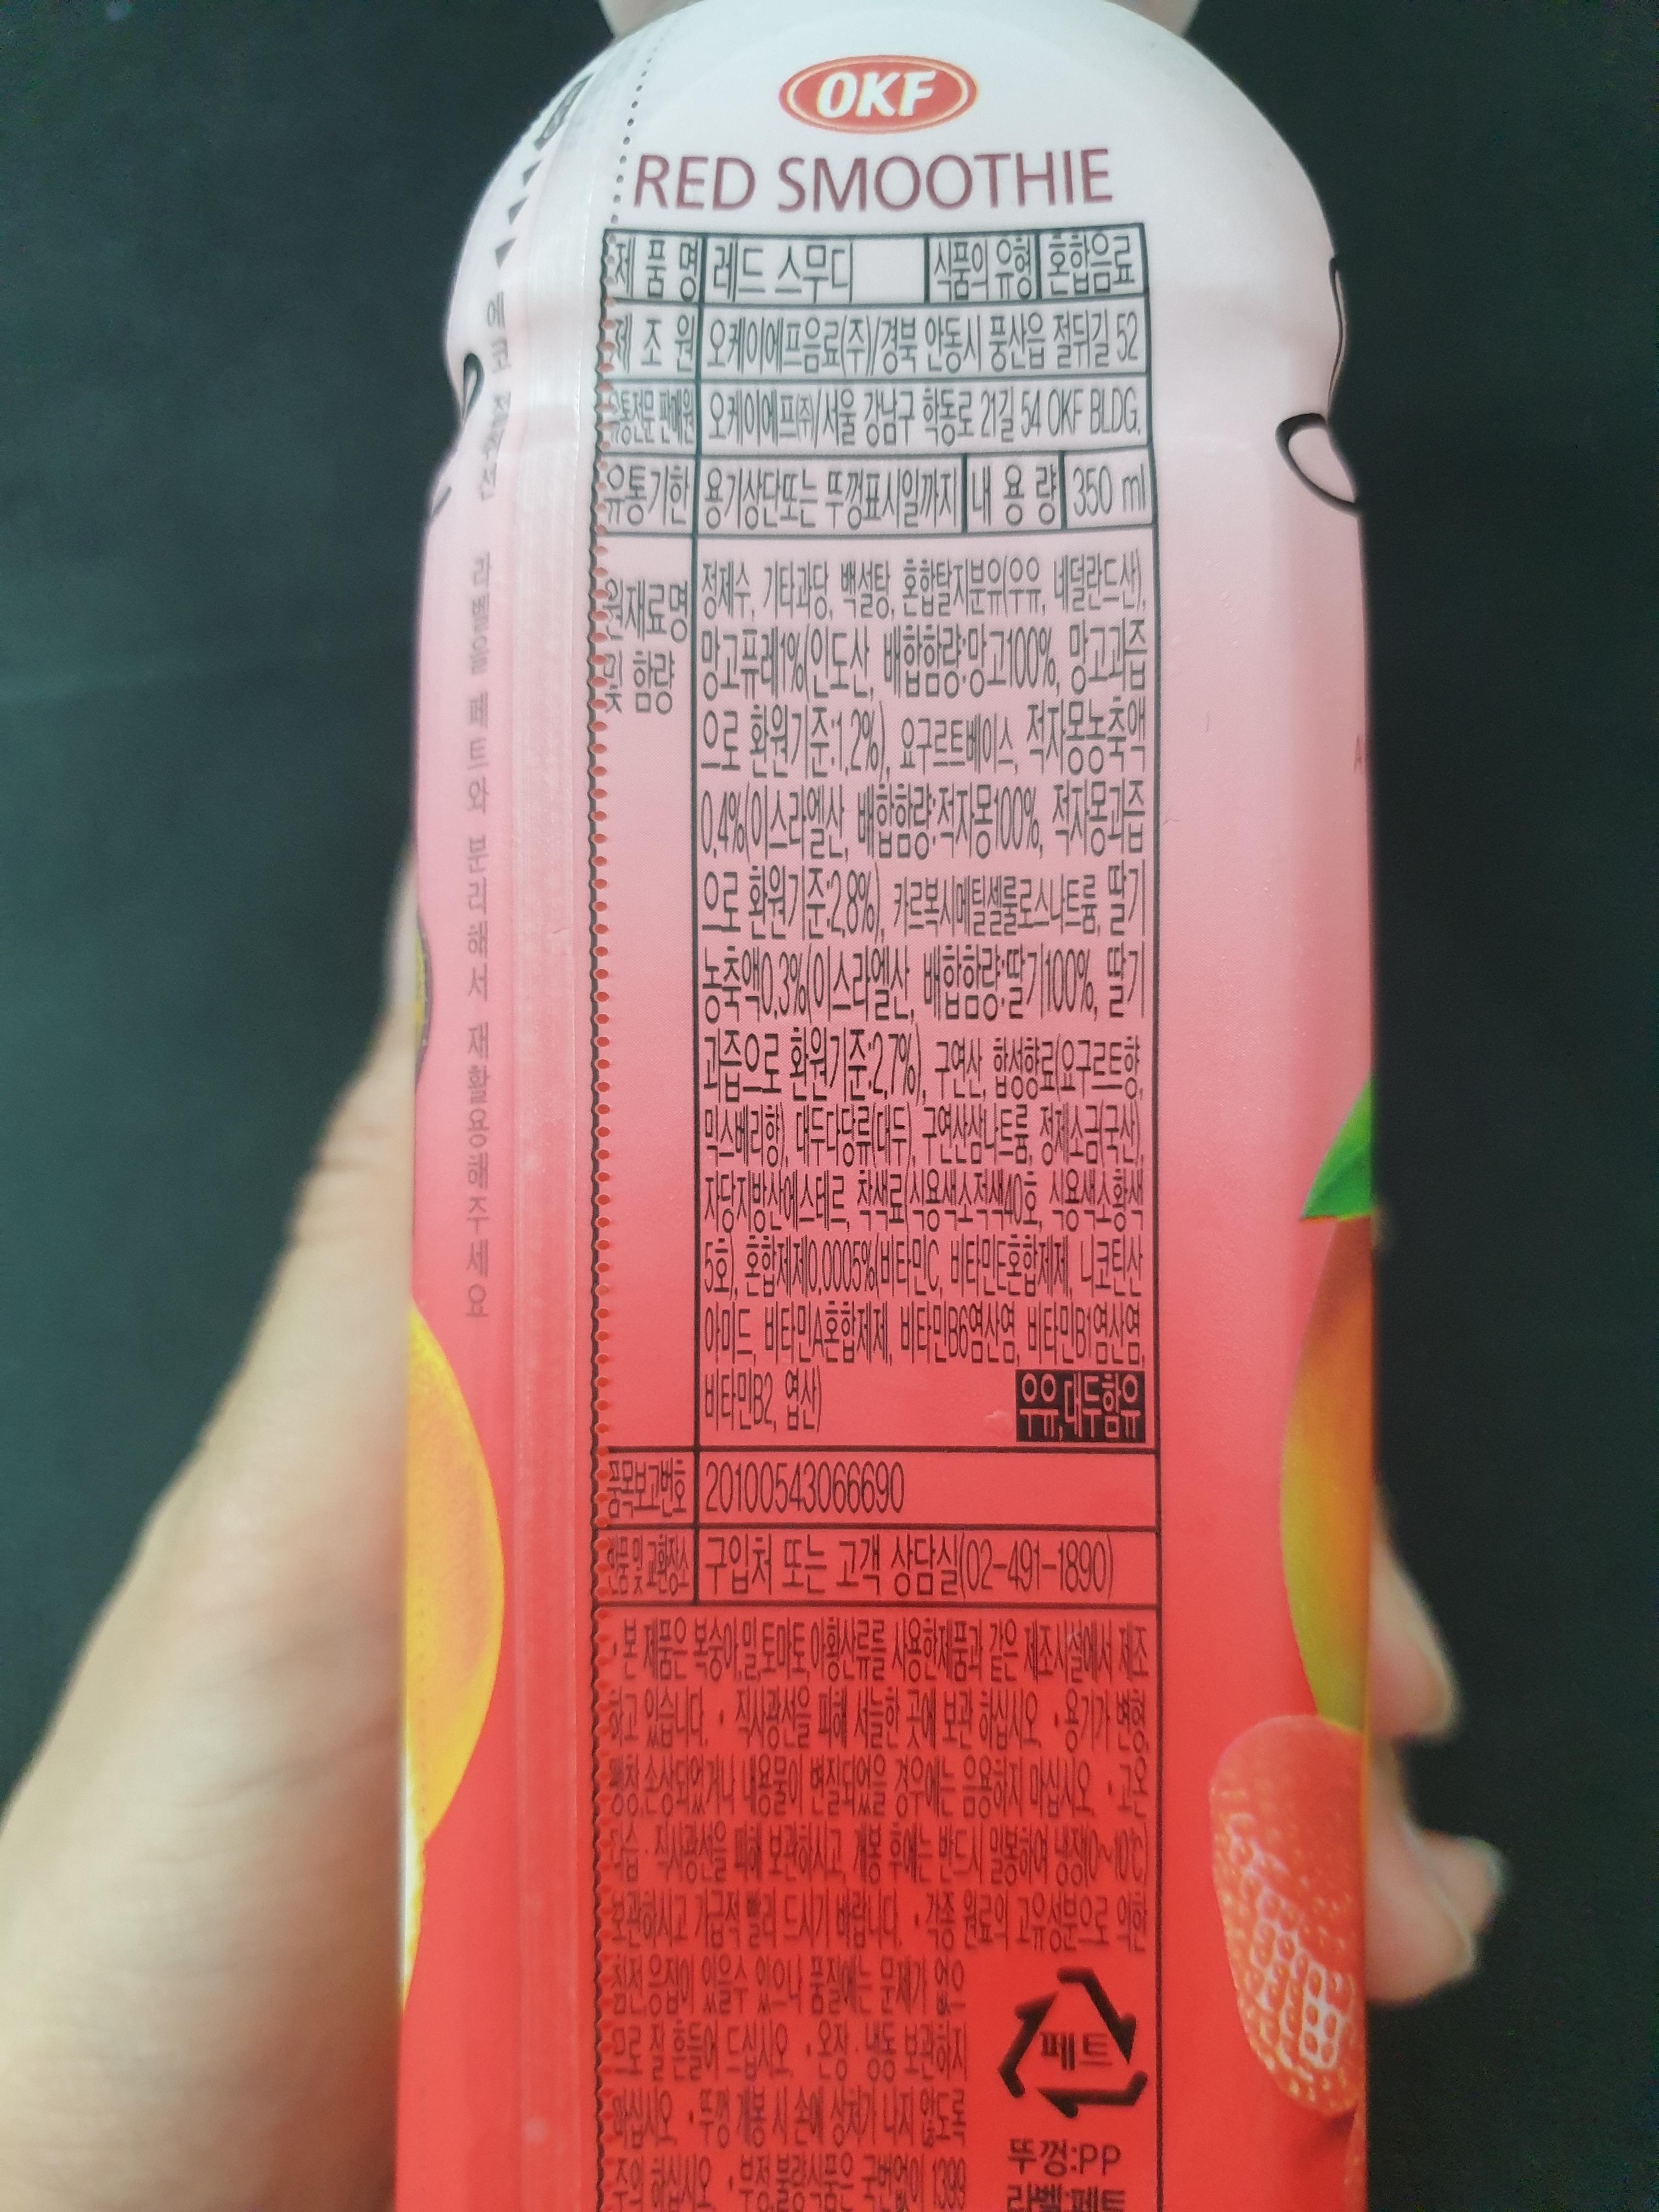 OKF
RED SMOOTHIE
제 품 명 레드 스무디 식품의 유형 혼합음료
제 조 원 오케이에프음료(주)/경북 안동시 풍산읍 절뒤길 52
유통전문 판매원 오케이에프(주)/서울 강남구 학동로 21길 54 OKF BLDG.
유통기한 용기상단또는 뚜껑표시일까지 내 용 량 350 ml
원재료명 및 함량
정제수, 기타과당, 백설탕, 혼합탈지분유(우유, 네덜란드산),
망고퓨레1%(인도산, 배합함량:망고100%, 망고과즙
으로 환원기준:1.2%), 요구르트베이스, 적자몽농축액
0.4%(이스라엘산, 배합함량:적자몽100%, 적자몽과즙
으로 환원기준:2.8%), 카르복시메틸셀룰로스나트륨, 딸기
농축액0.3%(이스라엘산, 배합함량:딸기100%, 딸기
과즙으로 환원기준:2.7%), 구연산, 합성향료(요구르트향,
믹스베리향), 대두다당류(대두), 구연산삼나트륨, 정제소금(국산),
자당지방산에스테르, 착색료(식용색소적색40호, 식용색소황색
5호), 혼합제제0.0005%(비타민C, 비타민E혼합제제, 니코틴산
아미드, 비타민A혼합제제, 비타민B6염산염, 비타민B1염산염,
비타민B2, 엽산) 우유,대두함유
품목보고번호 20100543066690
반품 및 교환장소 구입처 또는 고객 상담실(02-491-1890)
·본 제품은 복숭아,밀,토마토,아황산류를 사용한제품과 같은 제조시설에서 제조
하고 있습니다. ·직사광선을 피해 서늘한 곳에 보관 하십시오. ·용기가 변형,
팽창,손상되었거나 내용물이 변질되었을 경우에는 음용하지 마십시오. ·고온
다습·직사광선을 피해 보관하시고, 개봉 후에는 반드시 밀봉하여 냉장(0~10℃)
보관하시고 가급적 빨리 드시기 바랍니다. ·각종 원료의 고유성분으로 의한
침전,응집이 있을수 있으나 품질에는 문제가 없으
므로 잘 흔들어 드십시오. ·온장·냉동 보관하지
마십시오. ·뚜껑 개봉 시 손에 상처가 나지 않도록
주의 하십시오. ·부정,불량식품은 국번없이 1399
페트
뚜껑:PP
라벨:페트
에코 절취선
라벨을 페트와 분리해서 재활용해주세요